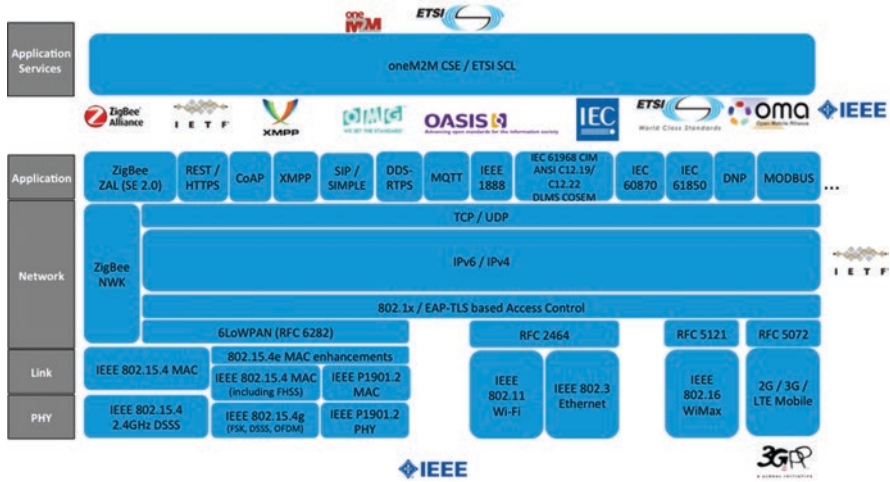 one
M2M
ETSI
Application
Services
oneM2M CSE / ETSI SCL
ZigBee
Alliance
I E T F
XMPP
OMG
WE SET THE STANDARD
OASIS
Advancing open standards for the information society
IEC
ETSI
World Class Standards
oma
Open Mobile Alliance
IEEE
Application
ZigBee
ZAL (SE 2.0)
REST /
HTTPS
CoAP
XMPP
SIP /
SIMPLE
DDS-
RTPS
MQTT
IEEE
1888
IEC 61968 CIM
ANSI C12.19/
C12.22
DLMS COSEM
IEC
60870
IEC
61850
DNP
MODBUS
...
Network
ZigBee
NWK
TCP / UDP
IPv6 / IPv4
I E T F
802.1x / EAP-TLS based Access Control
6LoWPAN (RFC 6282)
RFC 2464
RFC 5121
RFC 5072
Link
IEEE 802.15.4 MAC
802.15.4e MAC enhancements
IEEE 802.15.4 MAC
(including FHSS)
IEEE P1901.2
MAC
IEEE
802.11
Wi-Fi
IEEE 802.3
Ethernet
IEEE
802.16
WiMax
2G / 3G /
LTE Mobile
PHY
IEEE 802.15.4
2.4GHz DSSS
IEEE 802.15.4g
(FSK, DSSS, OFDM)
IEEE P1901.2
PHY
IEEE
3GPP
A GLOBAL INITIATIVE